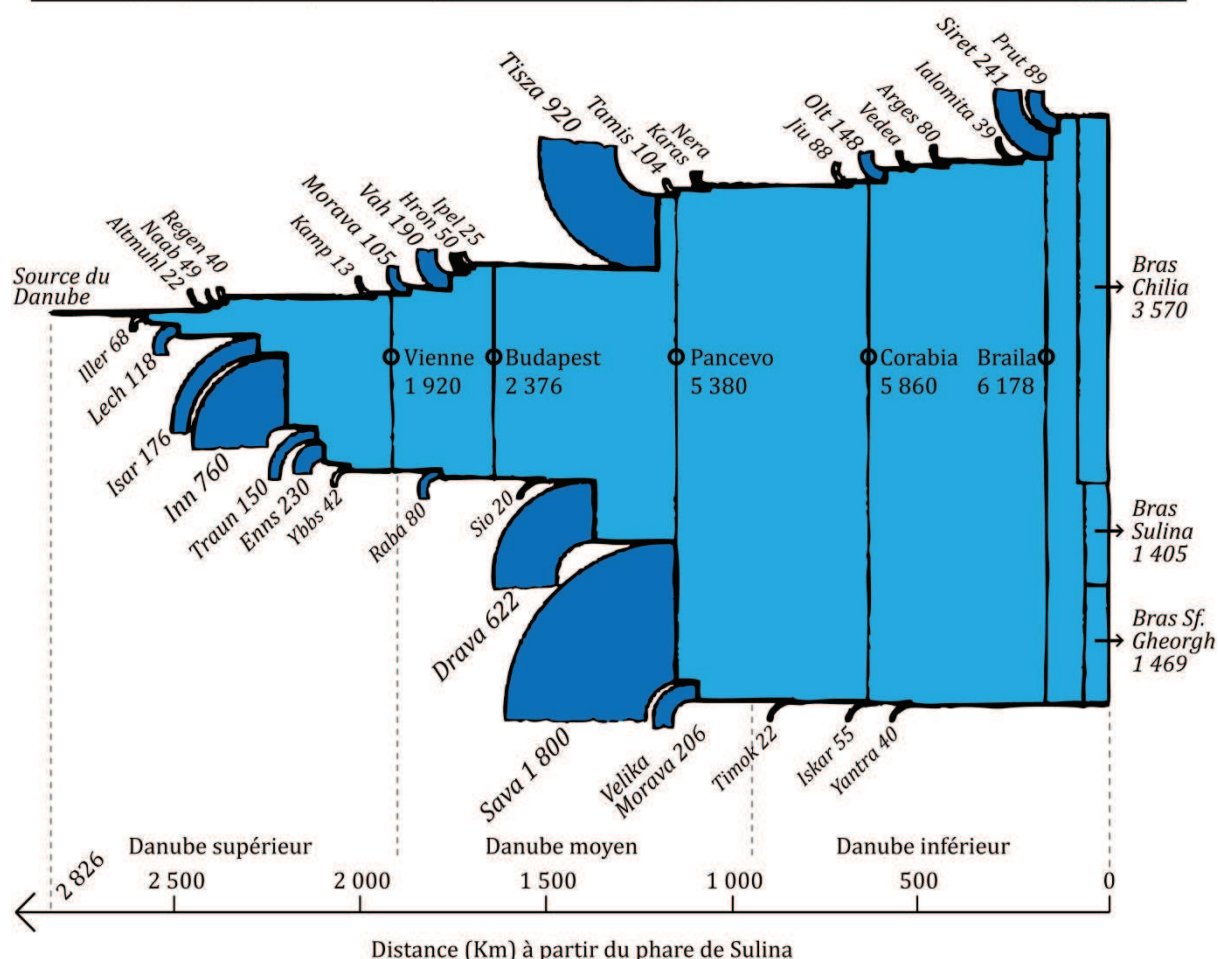 Source du
Danube
Altmuhl 22
Naab 49
Regen 40
Kamp 13
Morava 105
Vah 190
Hron 50
Ipel 25
Tisza 920
Tamis 104
Karas
Nera
Jiu 88
Olt 148
Vedea
Arges 80
Ialomita 39
Siret 241
Prut 89
Iller 68
Lech 118
Isar 176
Inn 760
Traun 150
Enns 230
Ybbs 42
Raba 80
Sio 20
Drava 622
Sava 1 800
Velika
Morava 206
Timok 22
Iskar 55
Yantra 40
Vienne
1 920
Budapest
2 376
Pancevo
5 380
Corabia
5 860
Braila
6 178
Bras
Chilia
3 570
Bras
Sulina
1 405
Bras Sf.
Gheorgh
1 469
Danube supérieur
Danube moyen
Danube inférieur
2 826
2 500
2 000
1 500
1 000
500
0
Distance (Km) à partir du phare de Sulina